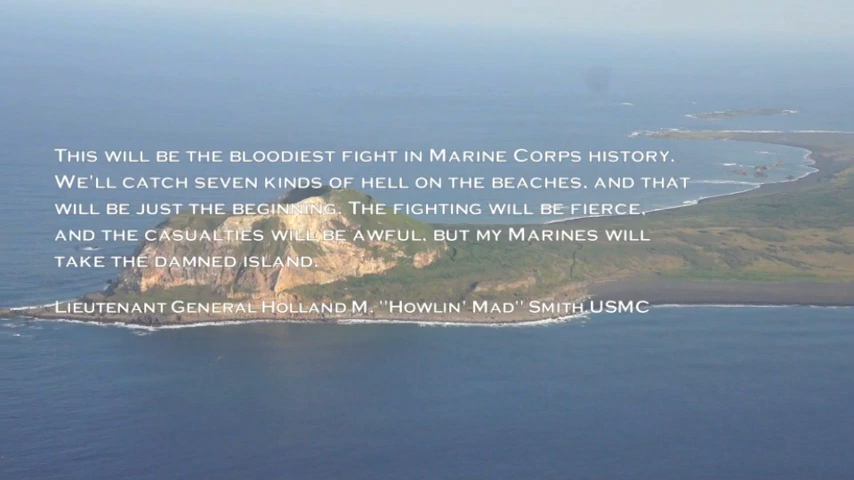 This will be the bloodiest fight in Marine Corps history.
We'll catch seven kinds of hell on the beaches, and that
will be just the beginning. The fighting will be fierce,
and the casualties will be awful, but my Marines will
take the damned island.
Lieutenant General Holland M. "Howlin' Mad" Smith USMC